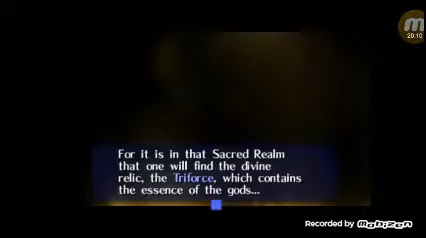 20:10
For it is in that Sacred Realm
that one will find the divine
relic, the Triforce, which contains
the essence of the gods...
Recorded by Mobizen